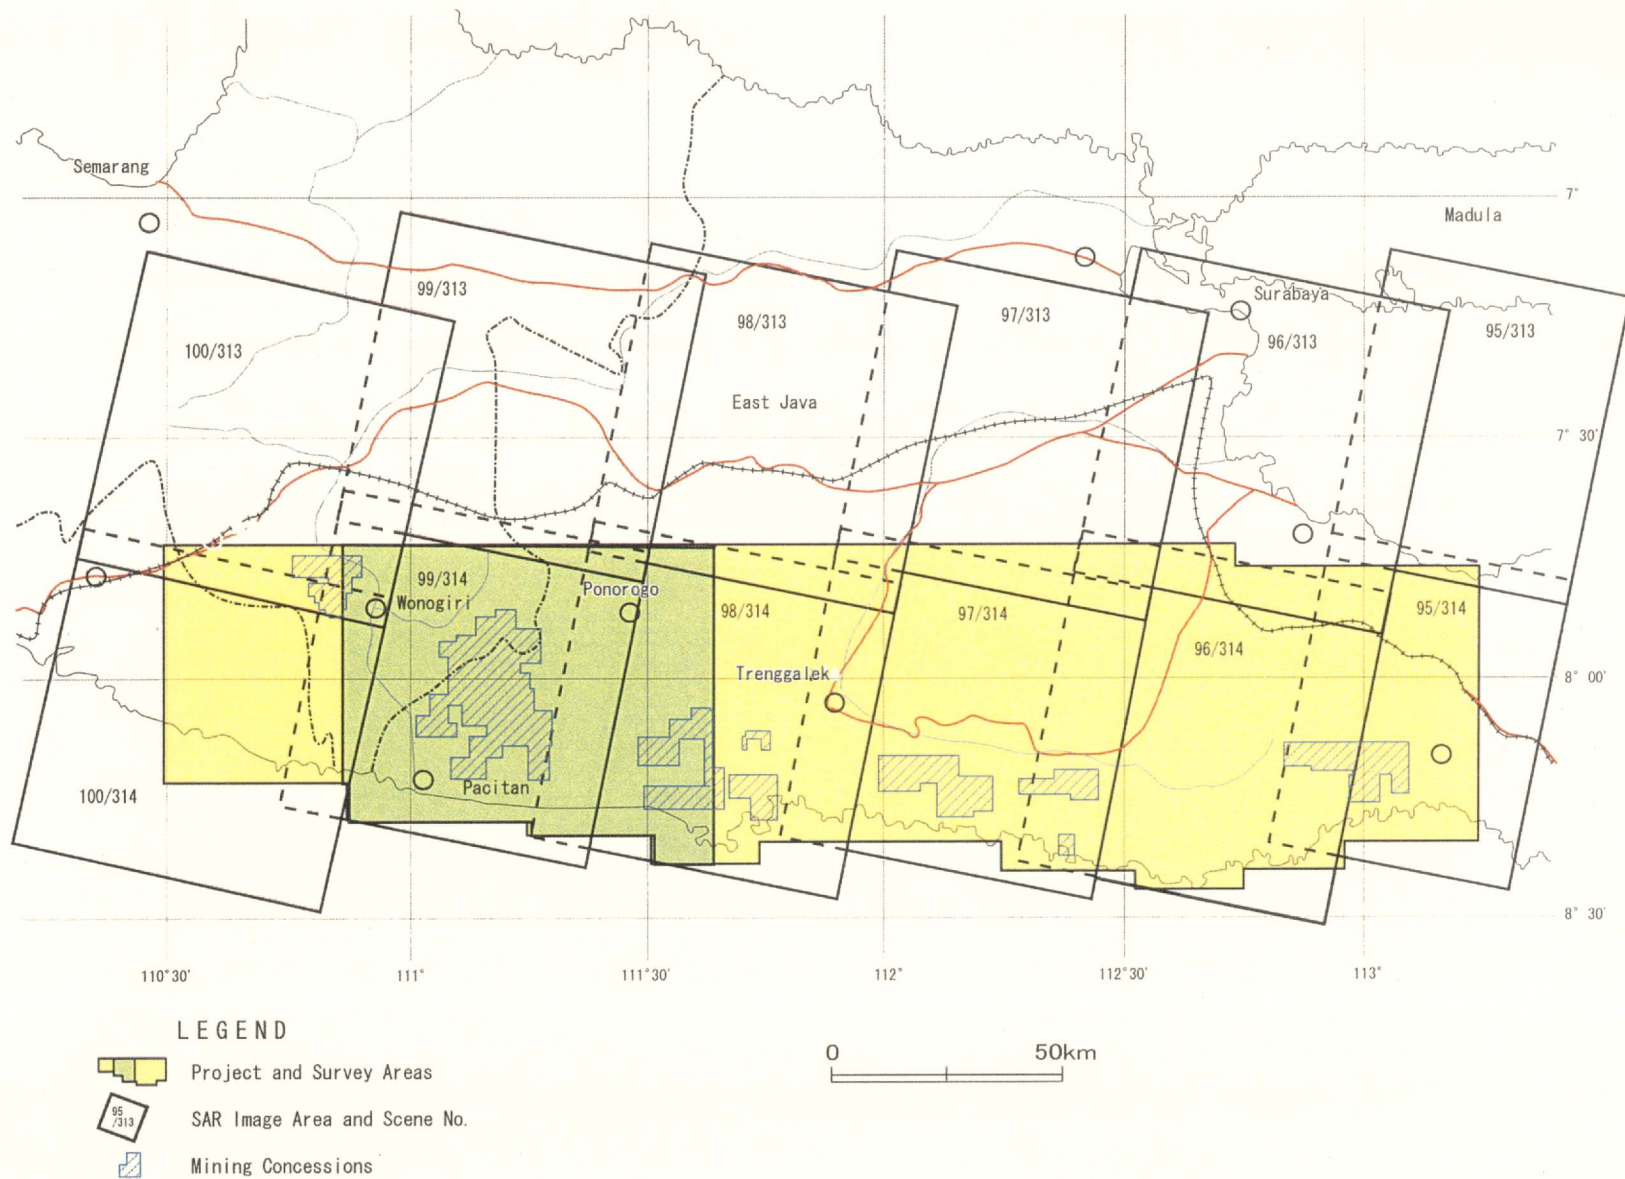 Semarang
7°
Madula
99/313
Surabaya
98/313
97/313
95/313
96/313
100/313
East Java
7° 30'
99/314
Ponorogo
Wonogiri
98/314
97/314
95/314
96/314
Trenggalek
8° 00'
Pacitan
100/314
8° 30'
110°30'
111°
111°30'
112°
112°30'
113°
LEGEND
0 50km
Project and Survey Areas
95
/313
SAR Image Area and Scene No.
Mining Concessions